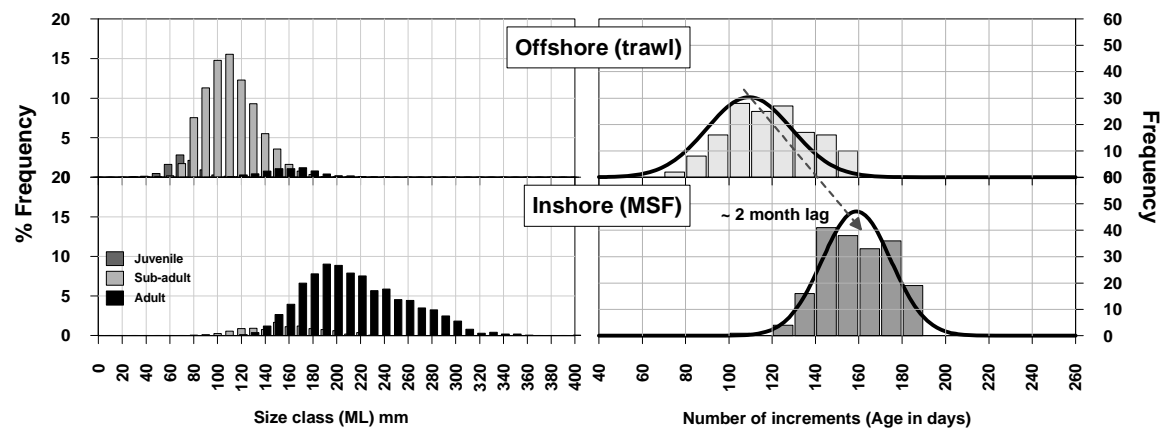 % Frequency
20
15
10
5
20
15
10
5
0
Offshore (trawl)
Inshore (MSF)
~ 2 month lag
Juvenile
Sub-adult
Adult
60
50
40
30
20
10
60
50
40
30
20
10
0
Frequency
0 20 40 60 80 100 120 140 160 180 200 220 240 260 280 300 320 340 360 380 400
40 60 80 100 120 140 160 180 200 220 240 260
Size class (ML) mm
Number of increments (Age in days)